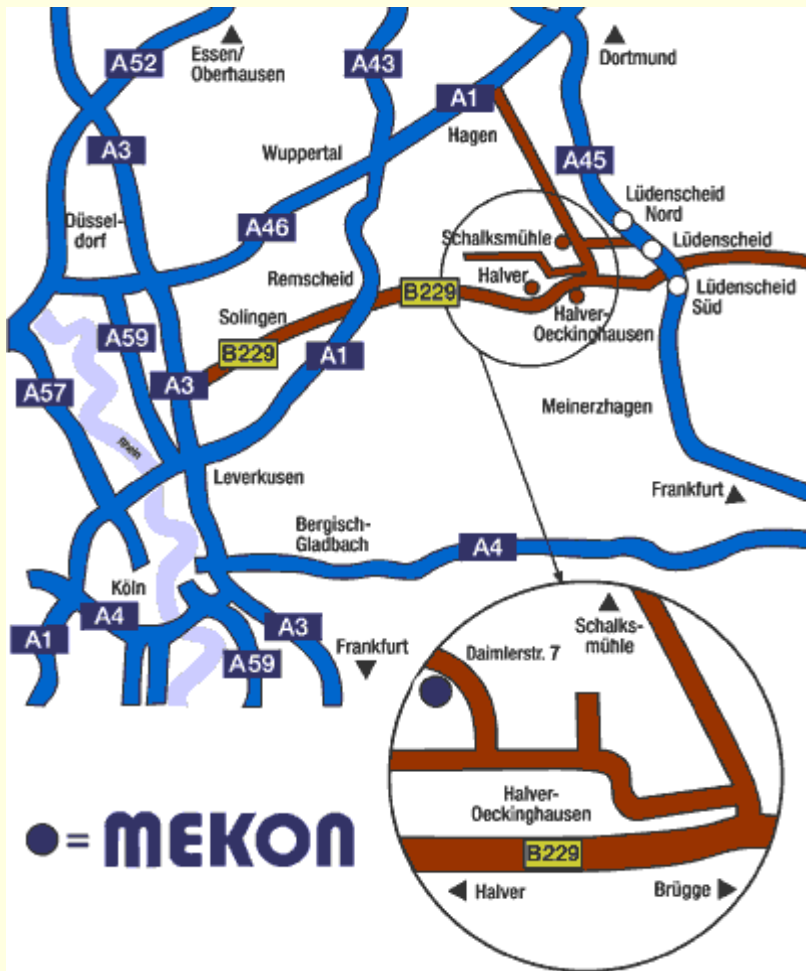 A52
Essen/
Oberhausen
A43
Dortmund
A1
Hagen
A3
Wuppertal
A45
Lüdenscheid
Nord
Düssel-
dorf
A46
Schalksmühle
Lüdenscheid
Remscheid
Halver
B229
Lüdenscheid
Süd
Solingen
Halver-
Oeckinghausen
A59
B229
A1
A57
A3
Meinerzhagen
Rhein
Leverkusen
Frankfurt
Bergisch-
Gladbach
A4
Köln
A4
A1
A3
Frankfurt
A59
Schalks-
mühle
Daimlerstr. 7
Halver-
Oeckinghausen
= MEKON
B229
Halver
Brügge